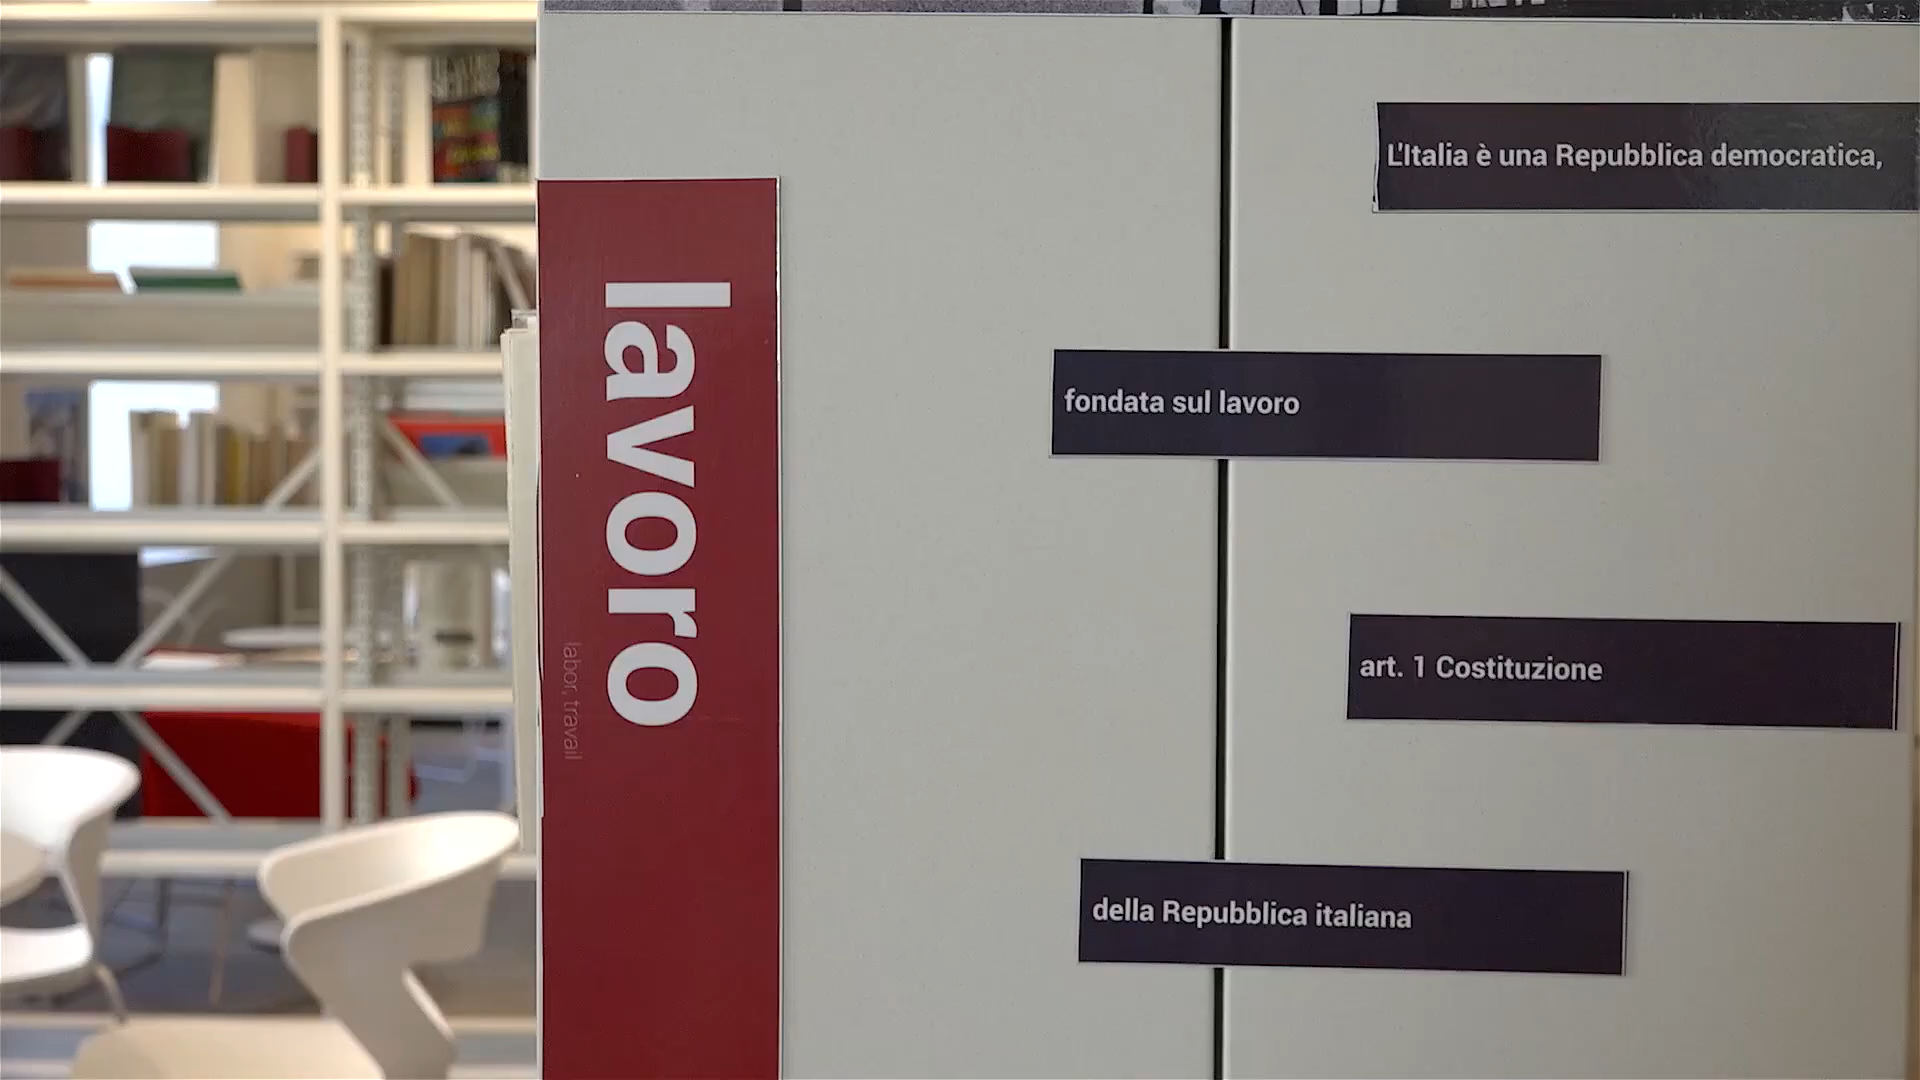 lavoro
labor, travail
L'Italia è una Repubblica democratica,
fondata sul lavoro
art. 1 Costituzione
della Repubblica italiana